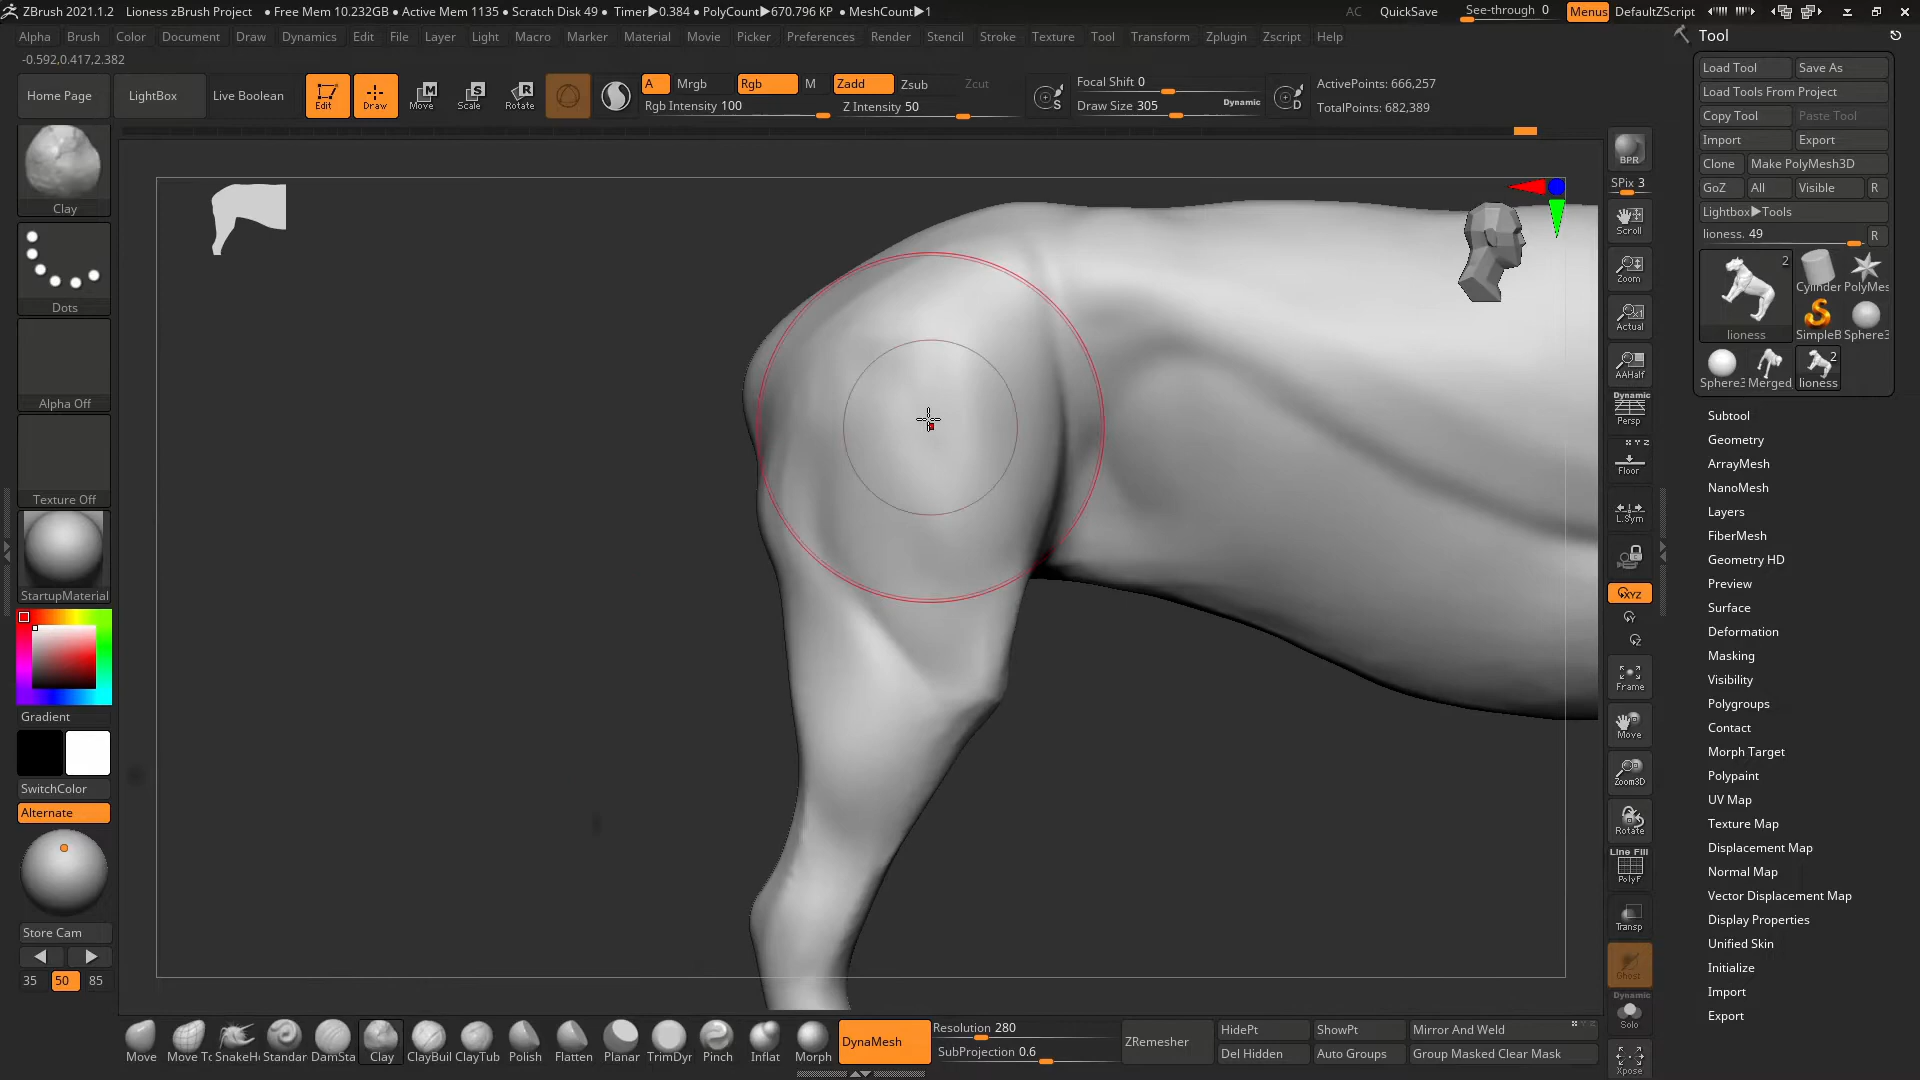 ZBrush 2021.1.2 Lioness zBrush Project ● Free Mem 10.232GB ● Active Mem 1135 ● Scratch Disk 49 ● Timer▶0.384 ● PolyCount▶670.796 KP ● MeshCount▶1 AC QuickSave See-through 0 Menus DefaultZScript
Alpha Brush Color Document Draw Dynamics Edit File Layer Light Macro Marker Material Movie Picker Preferences Render Stencil Stroke Texture Tool Transform Zplugin Zscript Help
-0.592,0.417,2.382
Home Page LightBox Live Boolean Edit Draw Move Scale Rotate
A Mrgb Rgb M Zadd Zsub Zcut
Rgb Intensity 100 Z Intensity 50
S Focal Shift 0
Draw Size 305 Dynamic D
ActivePoints: 666,257
TotalPoints: 682,389
Clay
Dots
Alpha Off
Texture Off
StartupMaterial
Gradient
SwitchColor
Alternate
Store Cam
35 50 85
BPR
SPix 3
Scroll
Zoom
Actual
AAHalf
Dynamic
Persp
X Y Z
Floor
L.Sym
XYZ
Y
Z
Frame
Move
Zoom3D
Rotate
Line Fill
PolyF
Transp
Ghost
Dynamic
Solo
Xpose
Tool
Load Tool Save As
Load Tools From Project
Copy Tool Paste Tool
Import Export
Clone Make PolyMesh3D
GoZ All Visible R
Lightbox▶Tools
lioness. 49 R
2
Cylinder PolyMes
lioness SimpleB Sphere3
2
Sphere3 Merged lioness
Subtool
Geometry
ArrayMesh
NanoMesh
Layers
FiberMesh
Geometry HD
Preview
Surface
Deformation
Masking
Visibility
Polygroups
Contact
Morph Target
Polypaint
UV Map
Texture Map
Displacement Map
Normal Map
Vector Displacement Map
Display Properties
Unified Skin
Initialize
Import
Export
Move Move To SnakeHo Standar DamSta Clay ClayBuil ClayTub Polish Flatten Planar TrimDyr Pinch Inflat Morph
DynaMesh
Resolution 280
SubProjection 0.6
ZRemesher
HidePt ShowPt Mirror And Weld
Del Hidden Auto Groups Group Masked Clear Mask